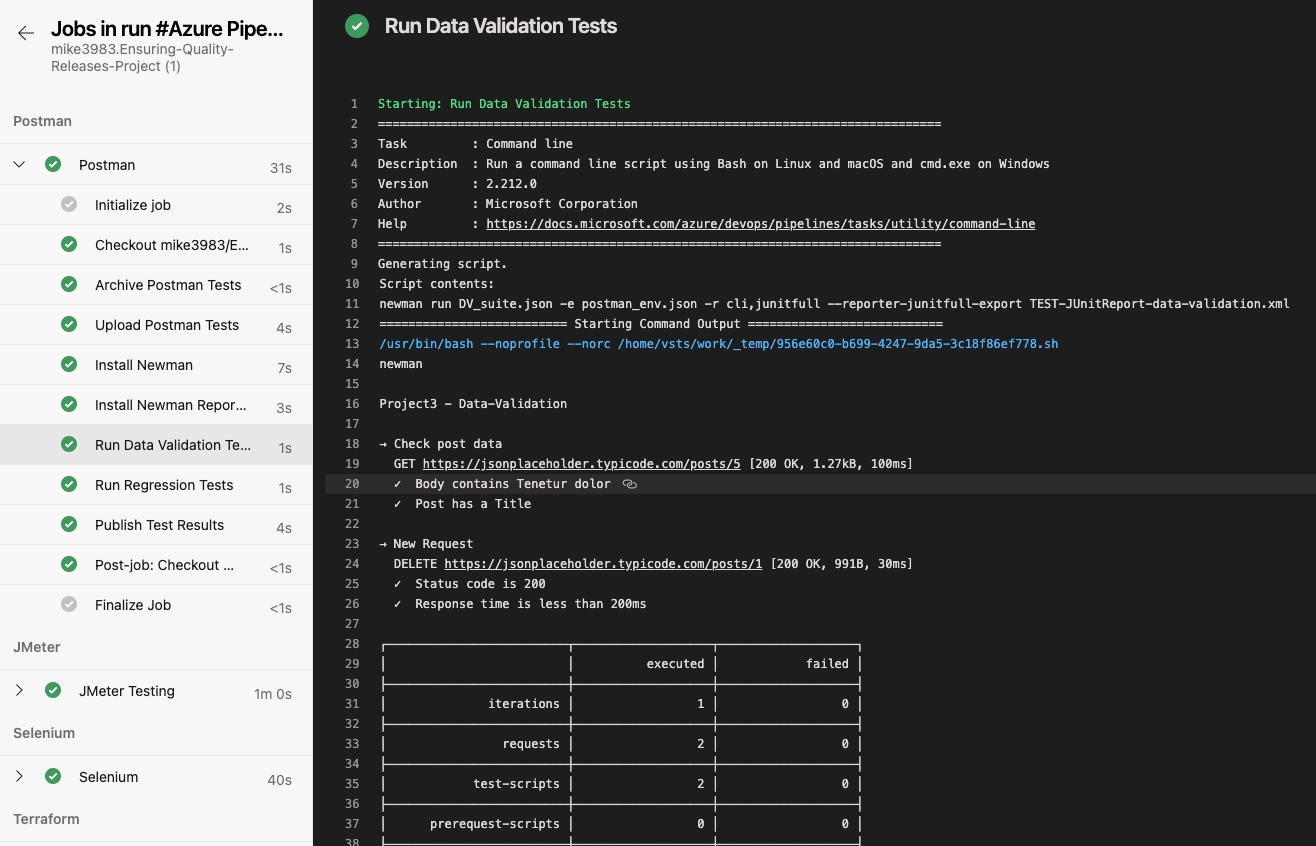 Jobs in run #Azure Pipe...
mike3983.Ensuring-Quality-
Releases-Project (1)
Postman
Postman 31s
Initialize job 2s
Checkout mike3983/E... 1s
Archive Postman Tests <1s
Upload Postman Tests 4s
Install Newman 7s
Install Newman Repor... 3s
Run Data Validation Te... 1s
Run Regression Tests 1s
Publish Test Results 4s
Post-job: Checkout ... <1s
Finalize Job <1s
JMeter
JMeter Testing 1m 0s
Selenium
Selenium 40s
Terraform
Run Data Validation Tests
1 Starting: Run Data Validation Tests
2 ==============================================================================
3 Task : Command line
4 Description : Run a command line script using Bash on Linux and macOS and cmd.exe on Windows
5 Version : 2.212.0
6 Author : Microsoft Corporation
7 Help : https://docs.microsoft.com/azure/devops/pipelines/tasks/utility/command-line
8 ==============================================================================
9 Generating script.
10 Script contents:
11 newman run DV_suite.json -e postman_env.json -r cli,junitfull --reporter-junitfull-export TEST-JUnitReport-data-validation.xml
12 ========================== Starting Command Output ===========================
13 /usr/bin/bash --noprofile --norc /home/vsts/work/_temp/956e60c0-b699-4247-9da5-3c18f86ef778.sh
14 newman
15
16 Project3 - Data-Validation
17
18 → Check post data
19 GET https://jsonplaceholder.typicode.com/posts/5 [200 OK, 1.27kB, 100ms]
20 ✓ Body contains Tenetur dolor
21 ✓ Post has a Title
22
23 → New Request
24 DELETE https://jsonplaceholder.typicode.com/posts/1 [200 OK, 991B, 30ms]
25 ✓ Status code is 200
26 ✓ Response time is less than 200ms
27
28
29 executed failed
30
31 iterations 1 0
32
33 requests 2 0
34
35 test-scripts 2 0
36
37 prerequest-scripts 0 0
38